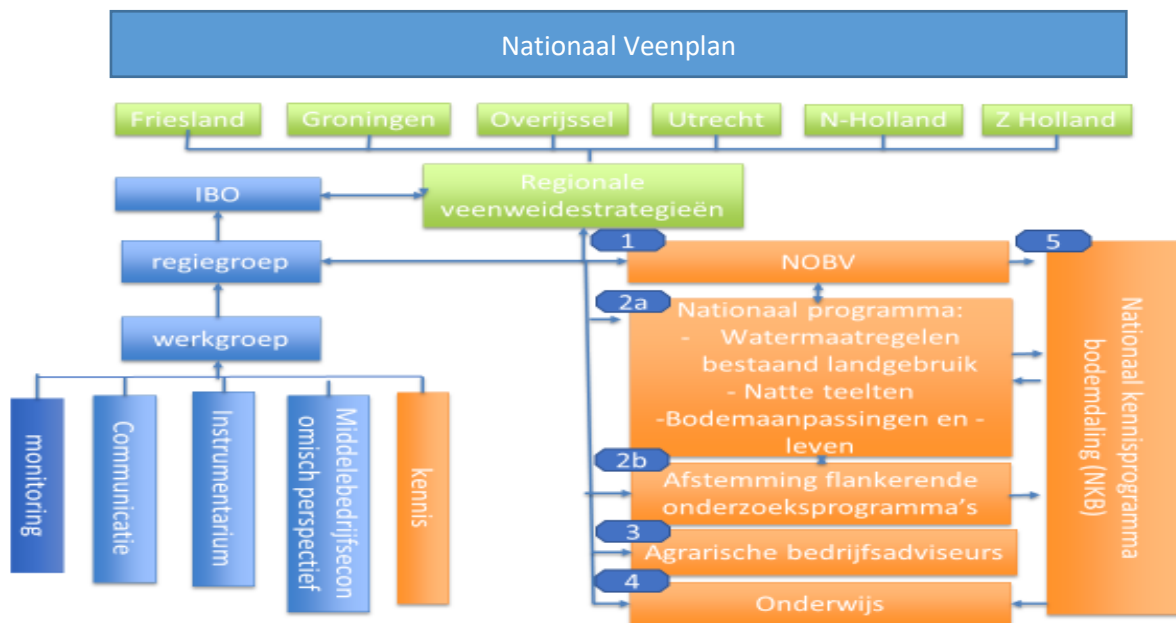 Nationaal Veenplan
Friesland
Groningen
Overijssel
Utrecht
N-Holland
Z Holland
IBO
Regionale
veenweidestrategieën
regiegroep
werkgroep
monitoring
Communicatie
Instrumentarium
Middelebedrijfsecon
omisch perspectief
kennis
1
NOBV
2a
Nationaal programma:
- Watermaatregelen
bestaand landgebruik
- Natte teelten
-Bodemaanpassingen en -
leven
2b
Afstemming flankerende
onderzoeksprogramma's
3
Agrarische bedrijfsadviseurs
4
Onderwijs
5
Nationaal kennisprogramma
bodemdaling (NKB)